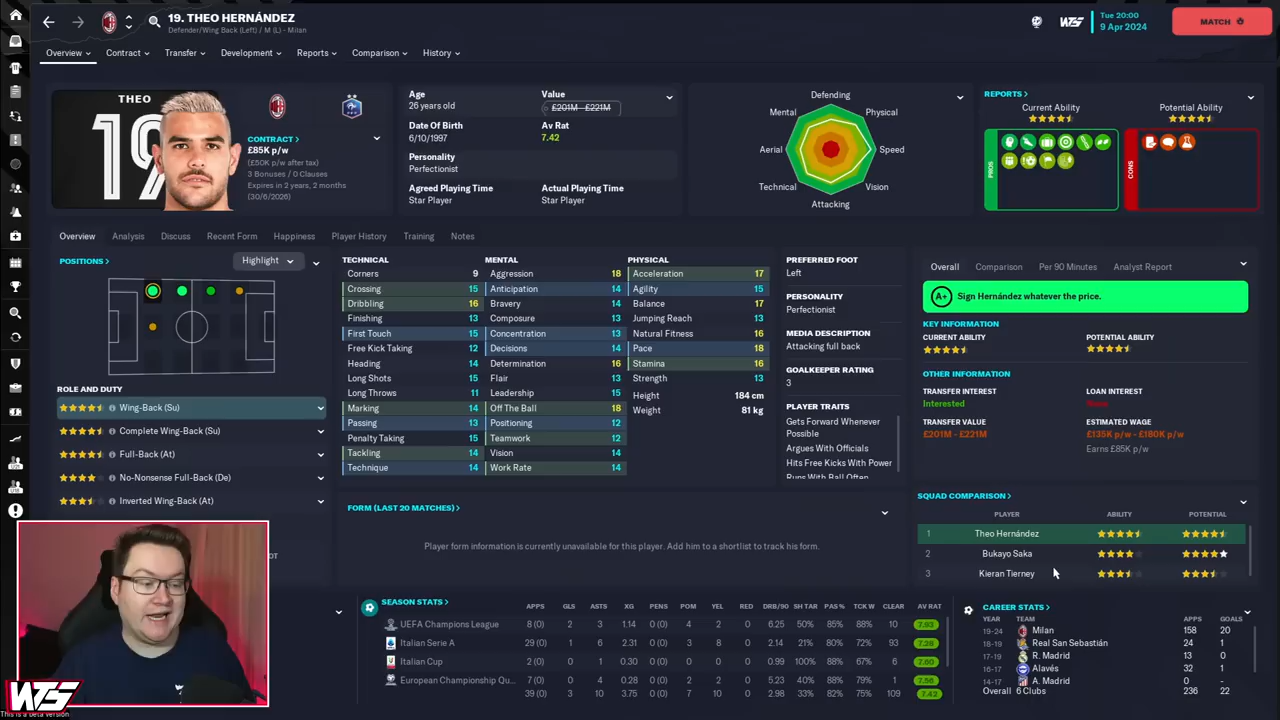 19. THEO HERNÁNDEZ
Defender/Wing Back (Left) / M (L) - Milan
Tue 20:00
9 Apr 2024
MATCH
Overview Contract Transfer Development Reports Comparison History
THEO
19
CONTRACT >
£85K p/w
(£50K p/w after tax)
3 Bonuses / 0 Clauses
Expires in 2 years, 2 months
(30/6/2026)
Age
26 years old
Value
£201M - £221M
Date Of Birth
6/10/1997
Av Rat
7.42
Personality
Perfectionist
Agreed Playing Time
Star Player
Actual Playing Time
Star Player
Defending
Mental Physical
Aerial Speed
Technical Vision
Attacking
REPORTS >
Current Ability Potential Ability
PROS
CONS
Overview Analysis Discuss Recent Form Happiness Player History Training Notes
POSITIONS >
Highlight
ROLE AND DUTY
Wing-Back (Su)
Complete Wing-Back (Su)
Full-Back (At)
No-Nonsense Full-Back (De)
Inverted Wing-Back (At)
TECHNICAL
Corners 9
Crossing 15
Dribbling 16
Finishing 13
First Touch 15
Free Kick Taking 12
Heading 14
Long Shots 15
Long Throws 11
Marking 14
Passing 13
Penalty Taking 15
Tackling 14
Technique 14
MENTAL
Aggression 18
Anticipation 14
Bravery 14
Composure 13
Concentration 13
Decisions 14
Determination 16
Flair 13
Leadership 15
Off The Ball 18
Positioning 12
Teamwork 12
Vision 14
Work Rate 14
PHYSICAL
Acceleration 17
Agility 15
Balance 17
Jumping Reach 13
Natural Fitness 16
Pace 18
Stamina 16
Strength 13
Height 184 cm
Weight 81 kg
PREFERRED FOOT
Left
PERSONALITY
Perfectionist
MEDIA DESCRIPTION
Attacking full back
GOALKEEPER RATING
3
PLAYER TRAITS
Gets Forward Whenever
Possible
Argues With Officials
Hits Free Kicks With Power
Runs With Ball Often
Overall Comparison Per 90 Minutes Analyst Report
A+ Sign Hernández whatever the price.
KEY INFORMATION
CURRENT ABILITY POTENTIAL ABILITY
OTHER INFORMATION
TRANSFER INTEREST LOAN INTEREST
Interested None
TRANSFER VALUE ESTIMATED WAGE
£201M - £221M £135K p/w - £180K p/w
Earns £85K p/w
SQUAD COMPARISON >
PLAYER ABILITY POTENTIAL
1 Theo Hernández
2 Bukayo Saka
3 Kieran Tierney
FORM (LAST 20 MATCHES) >
Player form information is currently unavailable for this player. Add him to a shortlist to track his form.
SEASON STATS > APPS GLS ASTS XG PENS POM YEL RED DRB/90 SH TAR PAS % TCK W CLEAR AV RAT
UEFA Champions League 8 (0) 2 3 1.14 0 (0) 4 2 0 6.25 50% 85% 88% 10 7.93
Italian Serie A 29 (0) 1 6 2.31 0 (0) 3 8 0 2.14 21% 80% 72% 93 7.28
Italian Cup 2 (0) 0 1 0.30 0 (0) 0 0 0 0.99 100% 88% 67% 6 7.60
European Championship Qu... 7 (0) 0 4 0.28 0 (0) 2 2 0 5.23 40% 88% 79% 1 7.56
39 (0) 3 10 3.75 0 (0) 7 10 0 2.98 33% 82% 75% 109 7.42
CAREER STATS >
YEAR TEAM APPS GOALS
19-24 Milan 158 20
18-19 Real San Sebastián 24 1
17-19 R. Madrid 13 0
16-17 Alavés 32 1
14-17 A. Madrid 0 -
Overall 6 Clubs 236 22
WTS
This is a beta version